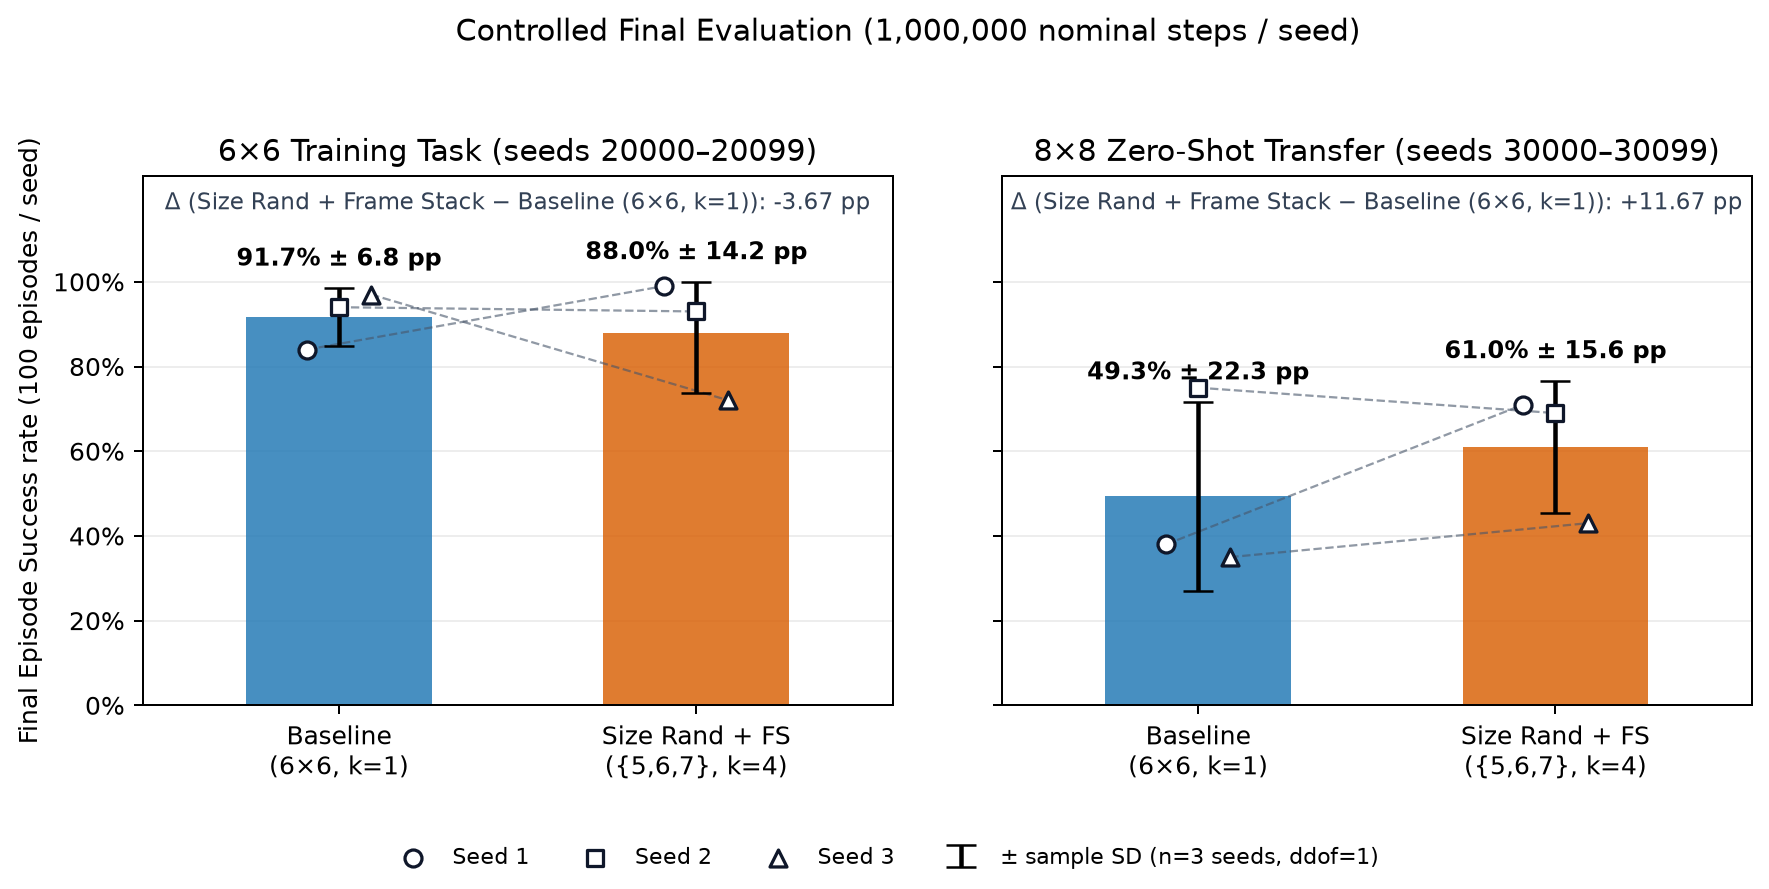 Controlled Final Evaluation (1,000,000 nominal steps / seed)
Final Episode Success rate (100 episodes / seed)
6×6 Training Task (seeds 20000–20099)
Δ (Size Rand + Frame Stack − Baseline (6×6, k=1)): -3.67 pp
91.7% ± 6.8 pp
88.0% ± 14.2 pp
100%
80%
60%
40%
20%
0%
Baseline
(6×6, k=1)
Size Rand + FS
({5,6,7}, k=4)
8×8 Zero-Shot Transfer (seeds 30000–30099)
Δ (Size Rand + Frame Stack − Baseline (6×6, k=1)): +11.67 pp
49.3% ± 22.3 pp
61.0% ± 15.6 pp
Baseline
(6×6, k=1)
Size Rand + FS
({5,6,7}, k=4)
Seed 1
Seed 2
Seed 3
± sample SD (n=3 seeds, ddof=1)